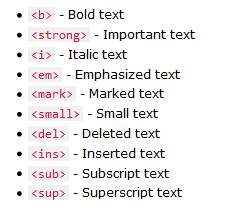 <b> - Bold text
<strong> - Important text
<i> - Italic text
<em> - Emphasized text
<mark> - Marked text
<small> - Small text
<del> - Deleted text
<ins> - Inserted text
<sub> - Subscript text
<sup> - Superscript text